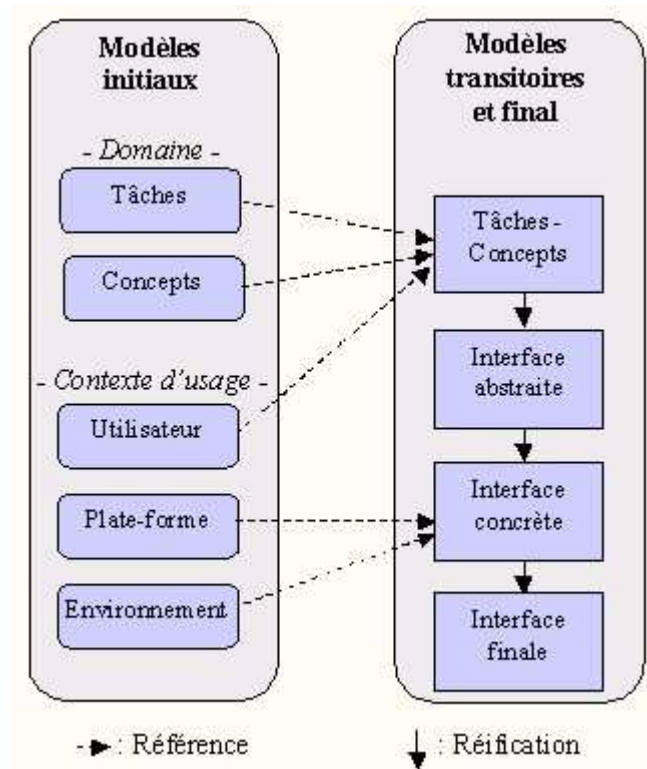 Modèles
initiaux
- Domaine -
Tâches
Concepts
- Contexte d'usage -
Utilisateur
Plate-forme
Environnement
Modèles
transitoires
et final
Tâches -
Concepts
Interface
abstraite
Interface
concrète
Interface
finale
: Référence
: Réification